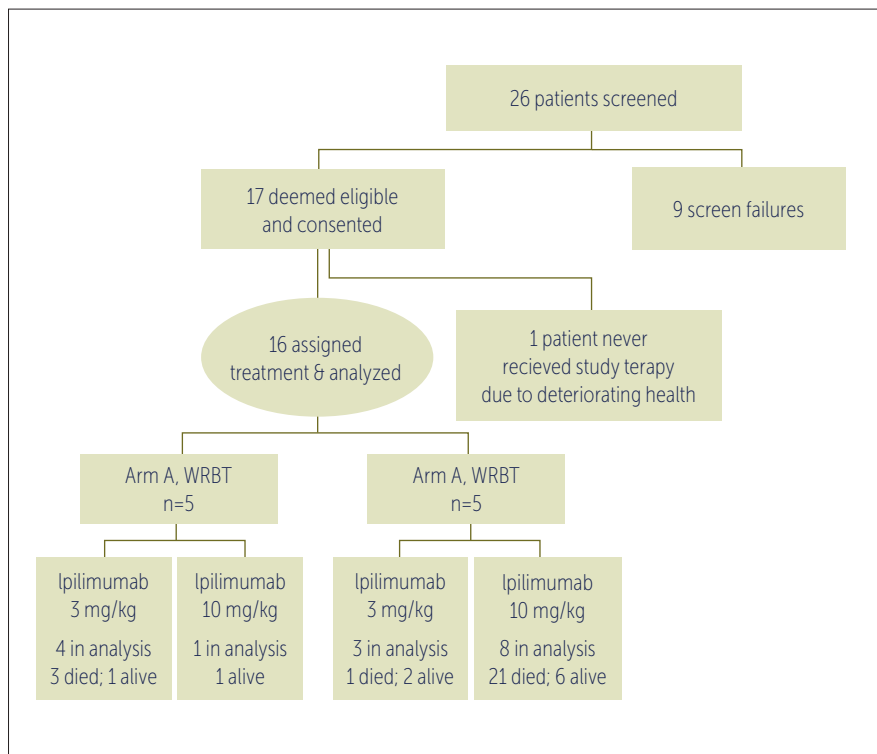 26 patients screened
17 deemed eligible
and consented
9 screen failures
16 assigned
treatment & analyzed
1 patient never
recieved study terapy
due to deteriorating health
Arm A, WRBT
n=5
Arm A, WRBT
n=5
Ipilimumab
3 mg/kg
4 in analysis
3 died; 1 alive
Ipilimumab
10 mg/kg
1 in analysis
1 alive
Ipilimumab
3 mg/kg
3 in analysis
1 died; 2 alive
Ipilimumab
10 mg/kg
8 in analysis
21 died; 6 alive